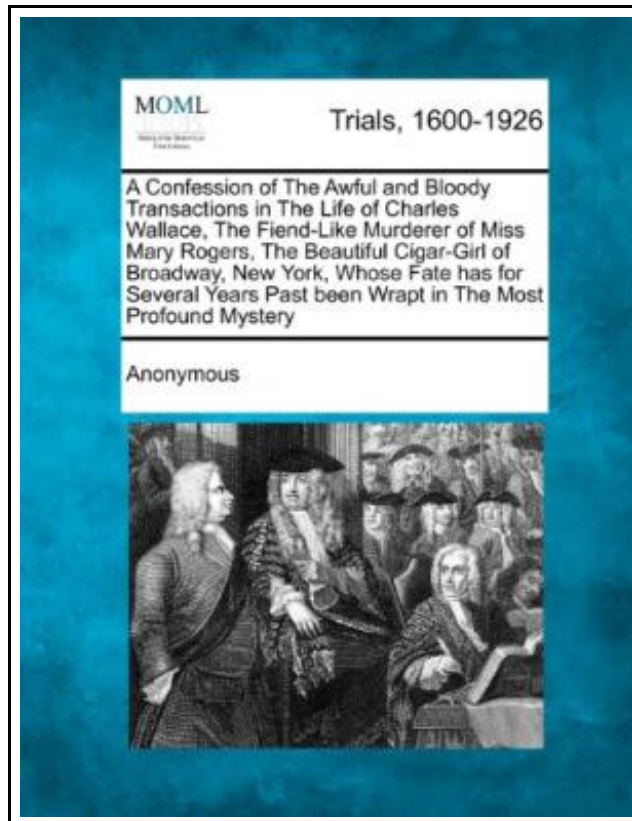 MOML
Trials, 1600-1926
A Confession of The Awful and Bloody
Transactions in The Life of Charles
Wallace, The Fiend-Like Murderer of Miss
Mary Rogers, The Beautiful Cigar-Girl of
Broadway, New York, Whose Fate has for
Several Years Past been Wrapt in The Most
Profound Mystery
Anonymous